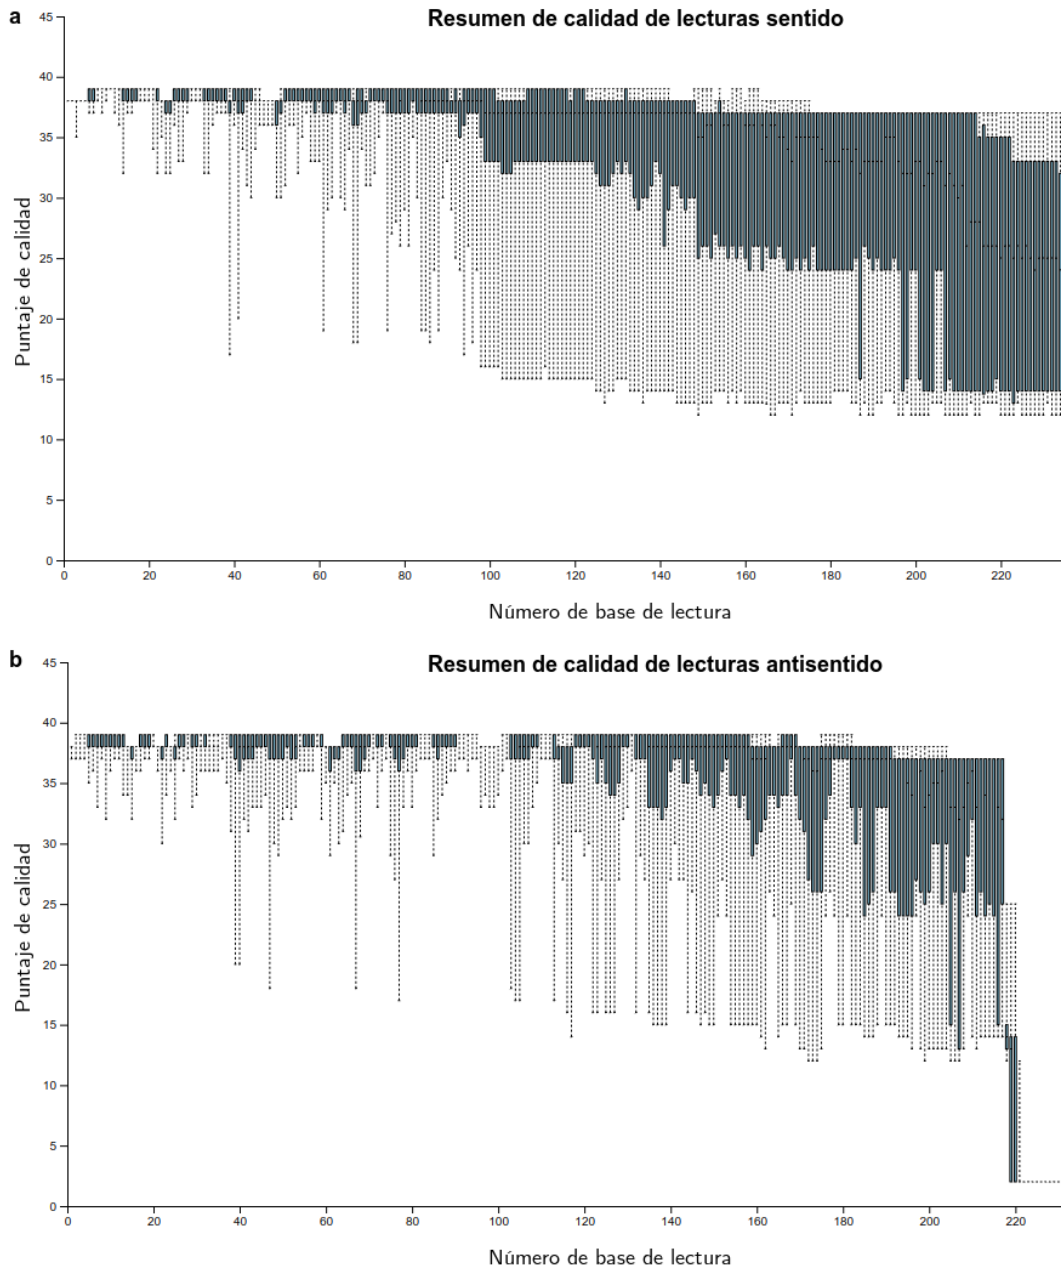 a
Resumen de calidad de lecturas sentido
45
40
35
30
25
20
15
10
5
0
Puntaje de calidad
0 20 40 60 80 100 120 140 160 180 200 220
Número de base de lectura
b
Resumen de calidad de lecturas antisentido
45
40
35
30
25
20
15
10
5
0
Puntaje de calidad
0 20 40 60 80 100 120 140 160 180 200 220
Número de base de lectura